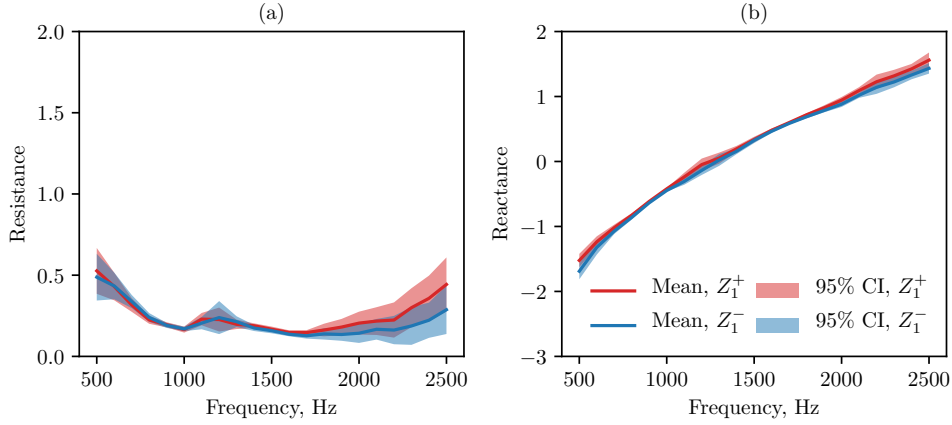 (a)
2.0
1.5
1.0
0.5
0.0
Resistance
500 1000 1500 2000 2500
Frequency, Hz
(b)
2
1
0
−1
−2
−3
Reactance
Mean, Z₁⁺ 95% CI, Z₁⁺
Mean, Z₁⁻ 95% CI, Z₁⁻
500 1000 1500 2000 2500
Frequency, Hz